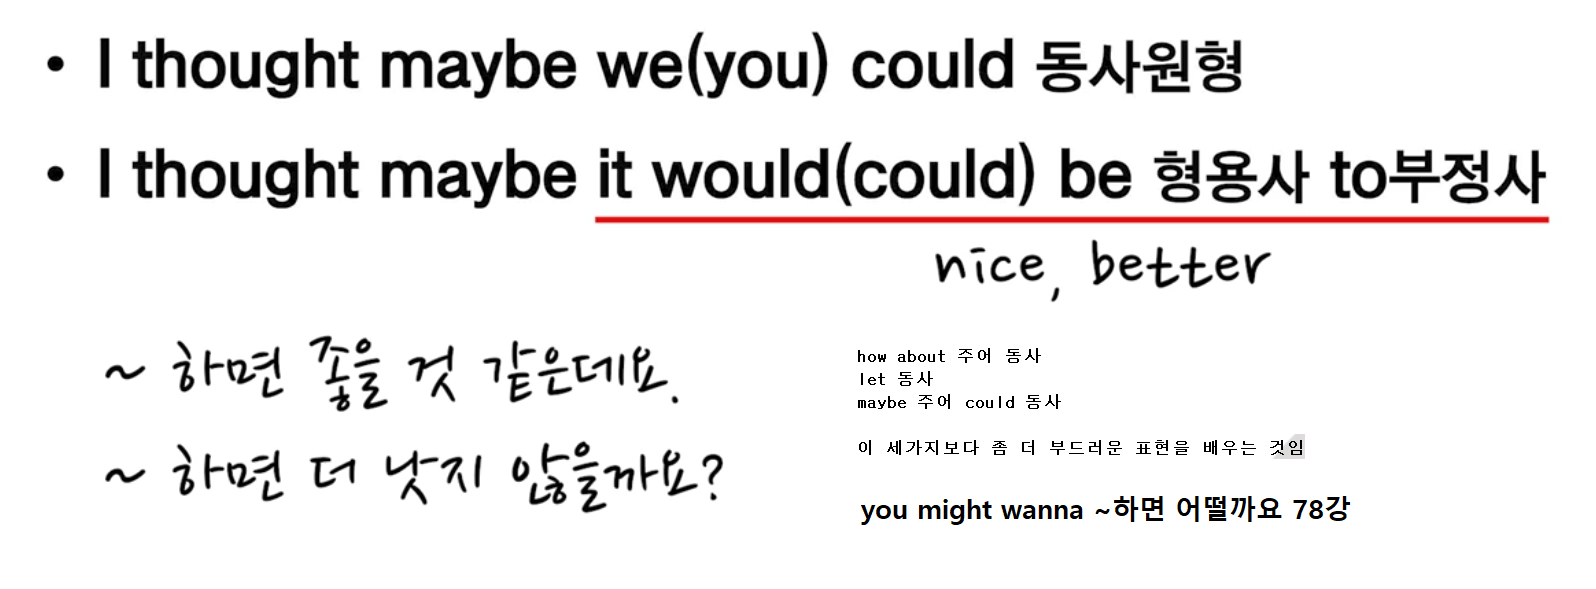 • I thought maybe we(you) could 동사원형
• I thought maybe it would(could) be 형용사 to부정사
nice, better
~ 하면 좋을 것 같은데요.
~ 하면 더 낫지 않을까요?
how about 주어 동사
let 동사
maybe 주어 could 동사
이 세가지보다 좀 더 부드러운 표현을 배우는 것임
you might wanna ~하면 어떨까요 78강